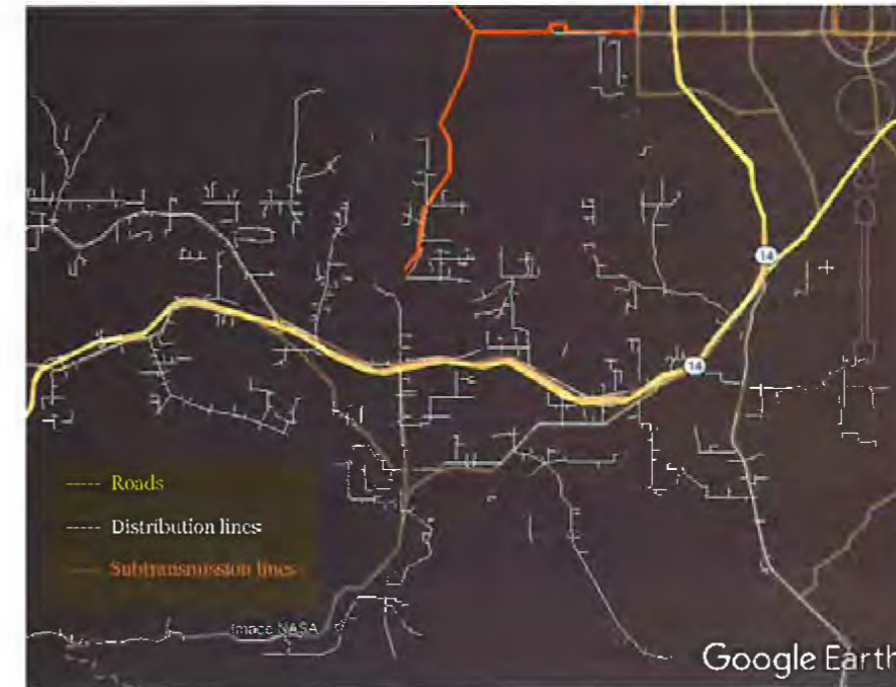 14
14
Roads
Distribution lines
Subtransmission lines
Image NASA
Google Earth